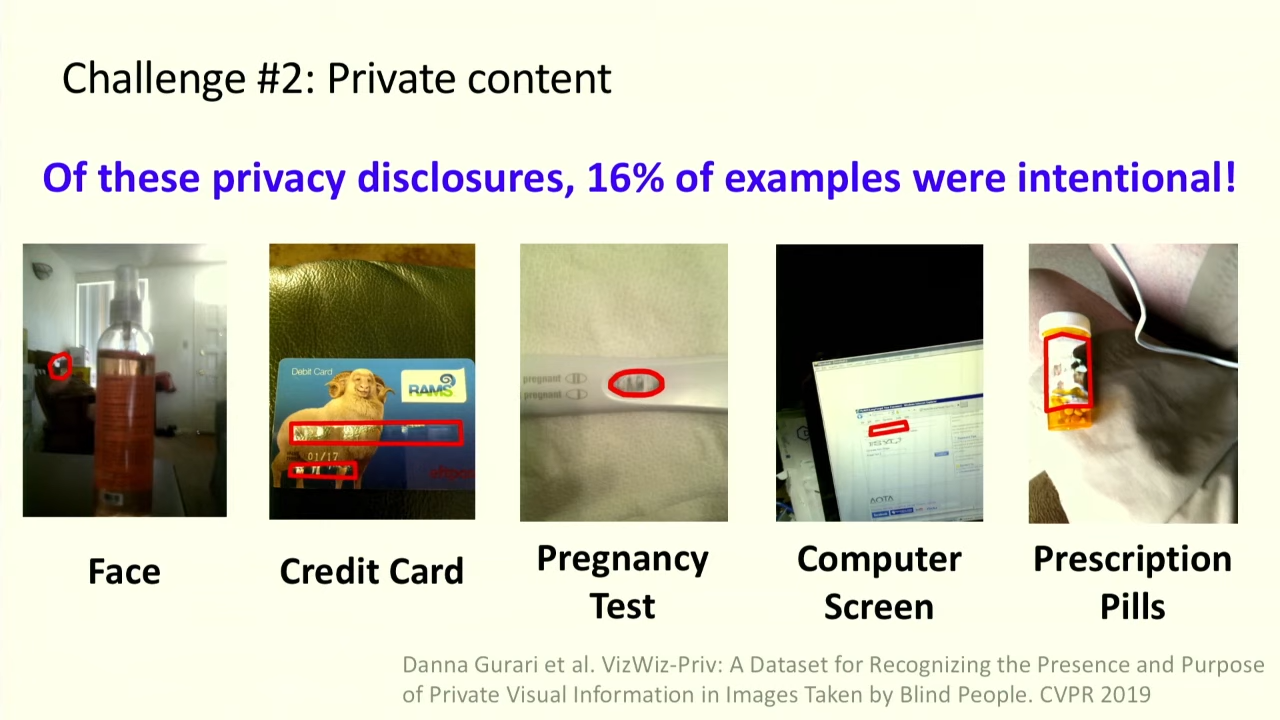 Challenge #2: Private content
Of these privacy disclosures, 16% of examples were intentional!
Debit Card
RAMS
pregnant
pregnant
01/17
eftpos
Face
Credit Card
Pregnancy
Test
Computer
Screen
Prescription
Pills
Danna Gurari et al. VizWiz-Priv: A Dataset for Recognizing the Presence and Purpose
of Private Visual Information in Images Taken by Blind People. CVPR 2019